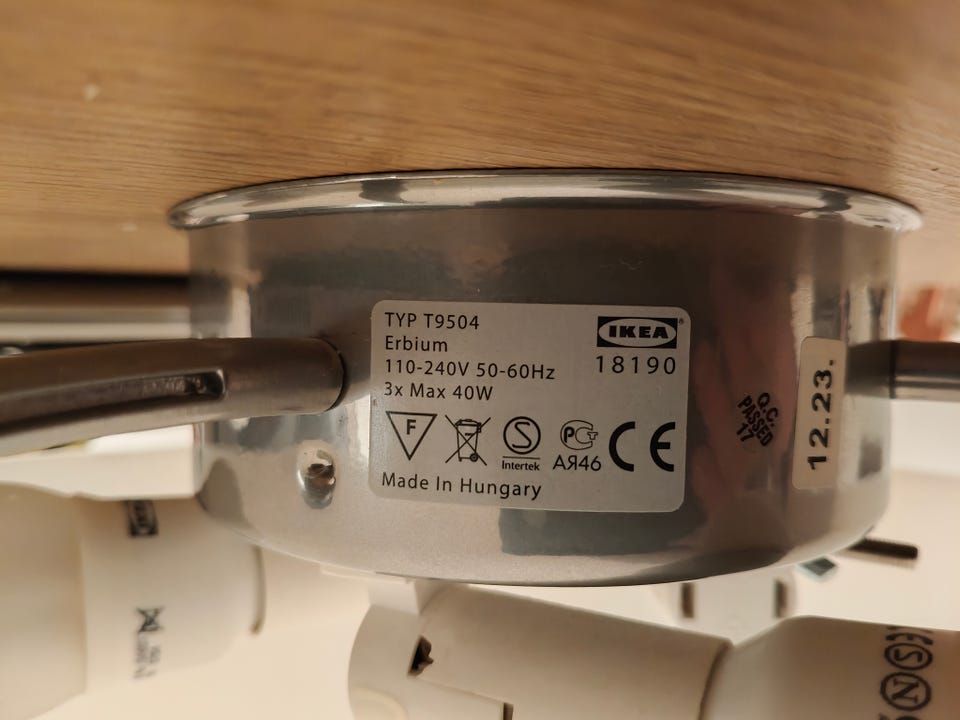 TYP T9504
Erbium
110-240V 50-60Hz
3x Max 40W
IKEA
18190
F
S
Intertek
АЯ46
CE
Made In Hungary
Q.C.
PASSED
17
12.23.
IKEA
N S